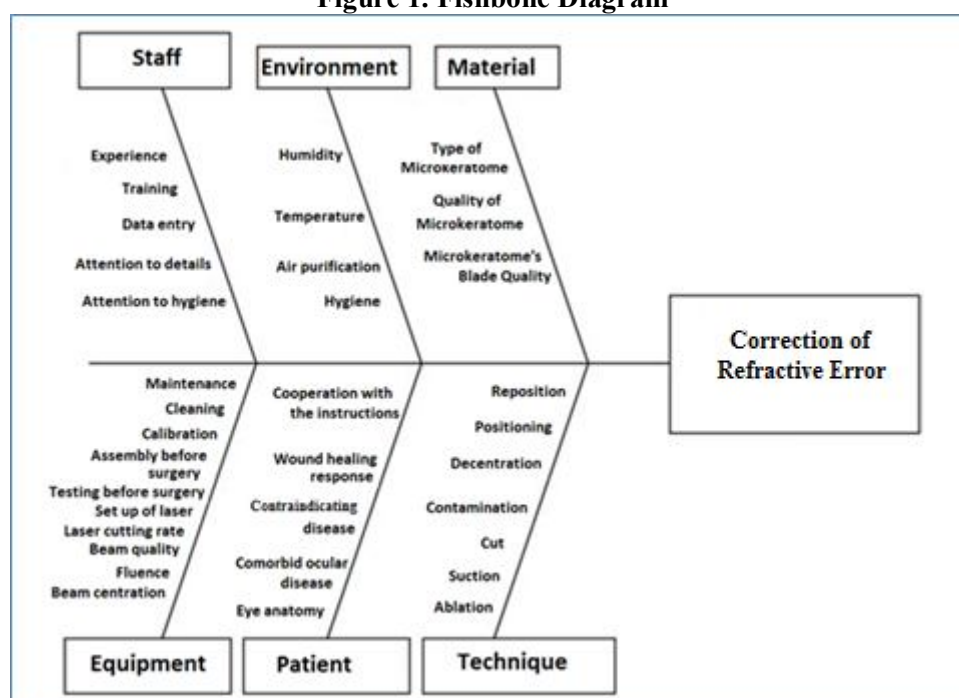 Figure 1. Fishbone Diagram
Staff
Environment
Material
Experience
Training
Data entry
Attention to details
Attention to hygiene
Humidity
Temperature
Air purification
Hygiene
Type of
Microkeratome
Quality of
Microkeratome
Microkeratome's
Blade Quality
Correction of
Refractive Error
Maintenance
Cleaning
Calibration
Assembly before
surgery
Testing before surgery
Set up of laser
Laser cutting rate
Beam quality
Fluence
Beam centration
Cooperation with
the instructions
Wound healing
response
Contraindicating
disease
Comorbid ocular
disease
Eye anatomy
Reposition
Positioning
Decentration
Contamination
Cut
Suction
Ablation
Equipment
Patient
Technique